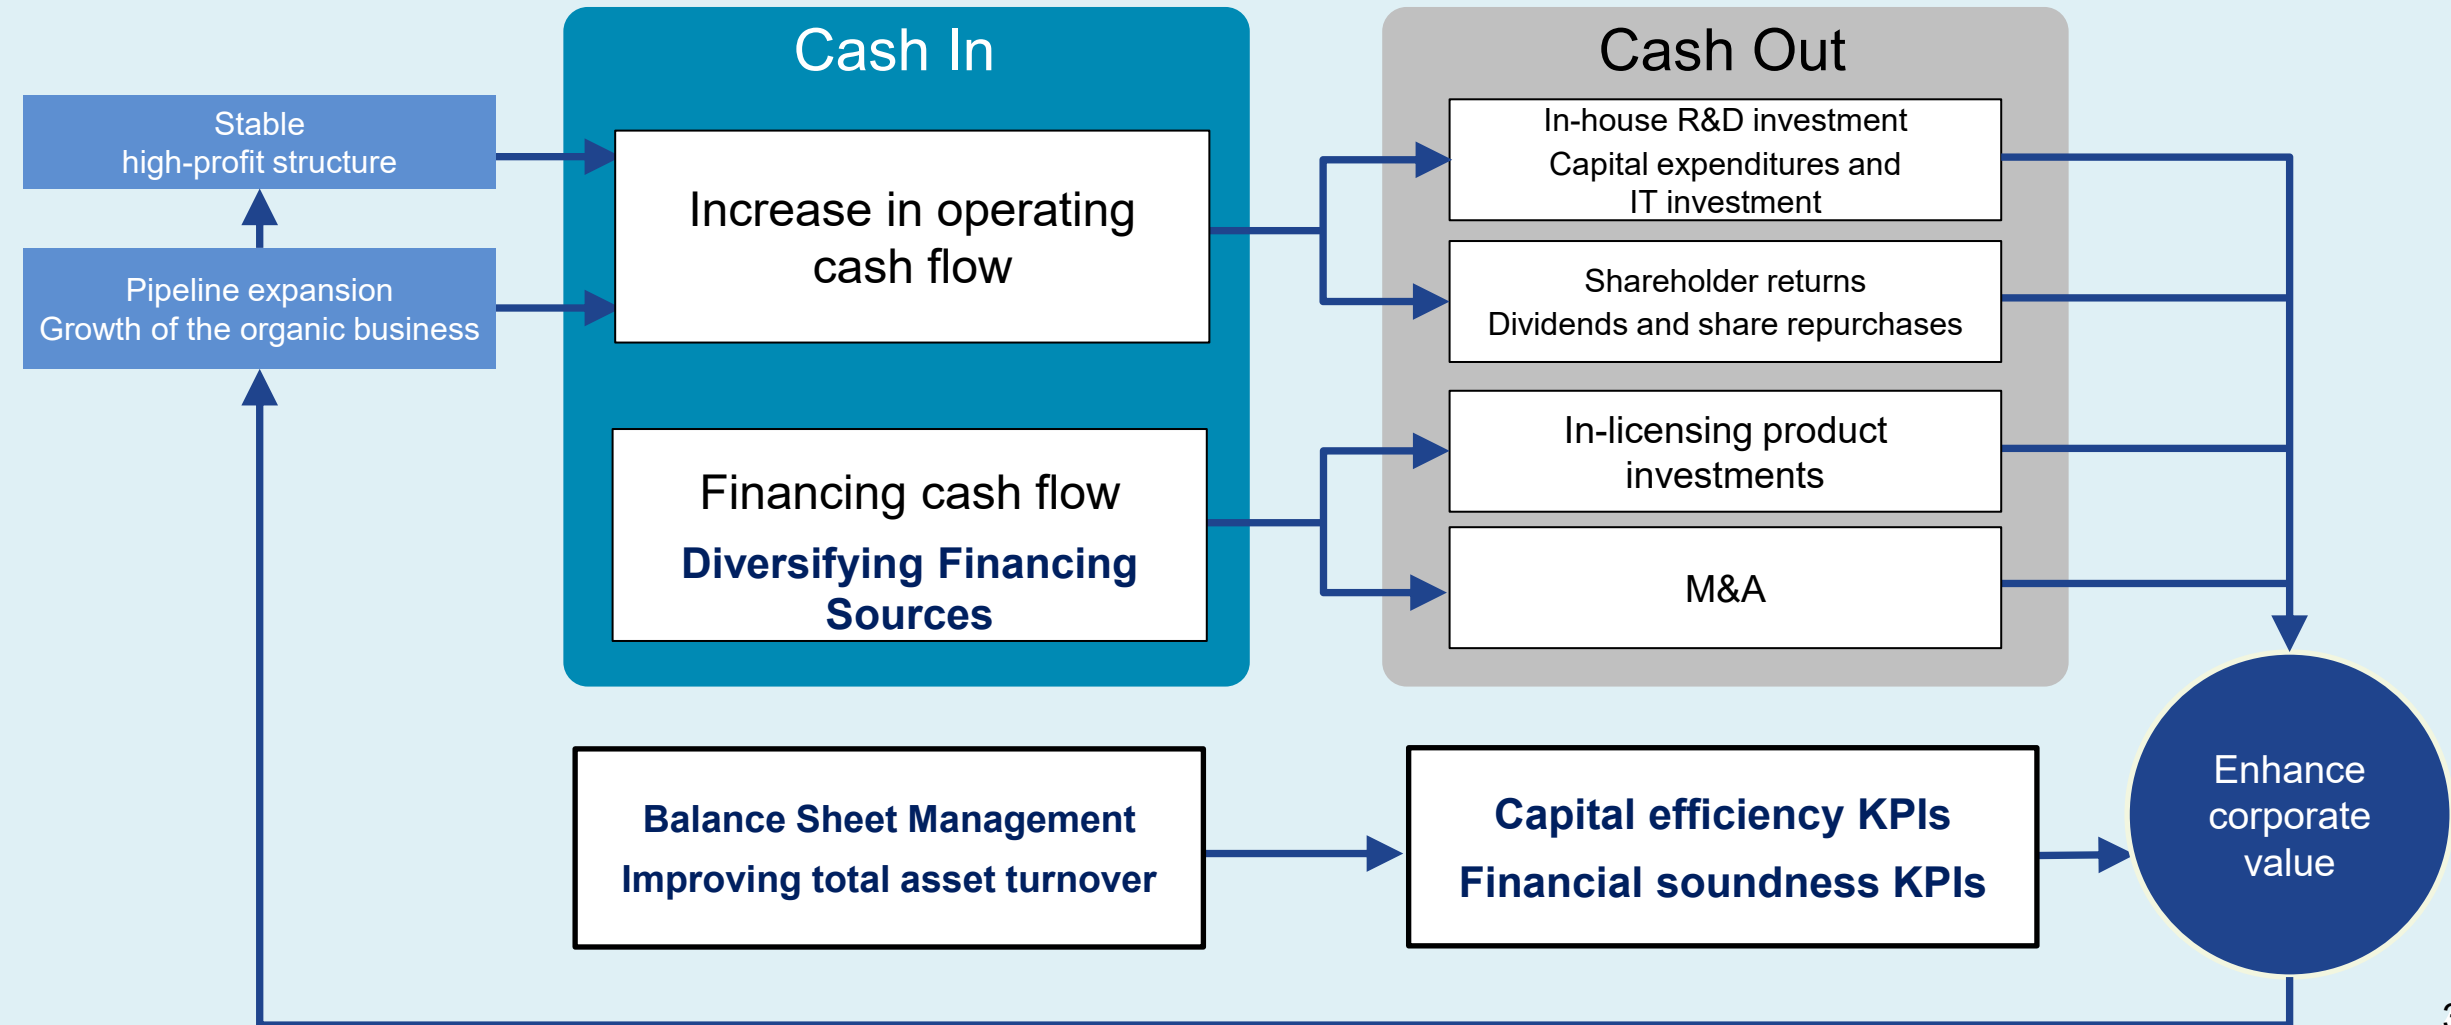 Cash In
Cash Out
Stable
high-profit structure
Pipeline expansion
Growth of the organic business
Increase in operating
cash flow
Financing cash flow
Diversifying Financing
Sources
In-house R&D investment
Capital expenditures and
IT investment
Shareholder returns
Dividends and share repurchases
In-licensing product
investments
M&A
Balance Sheet Management
Improving total asset turnover
Capital efficiency KPIs
Financial soundness KPIs
Enhance
corporate
value